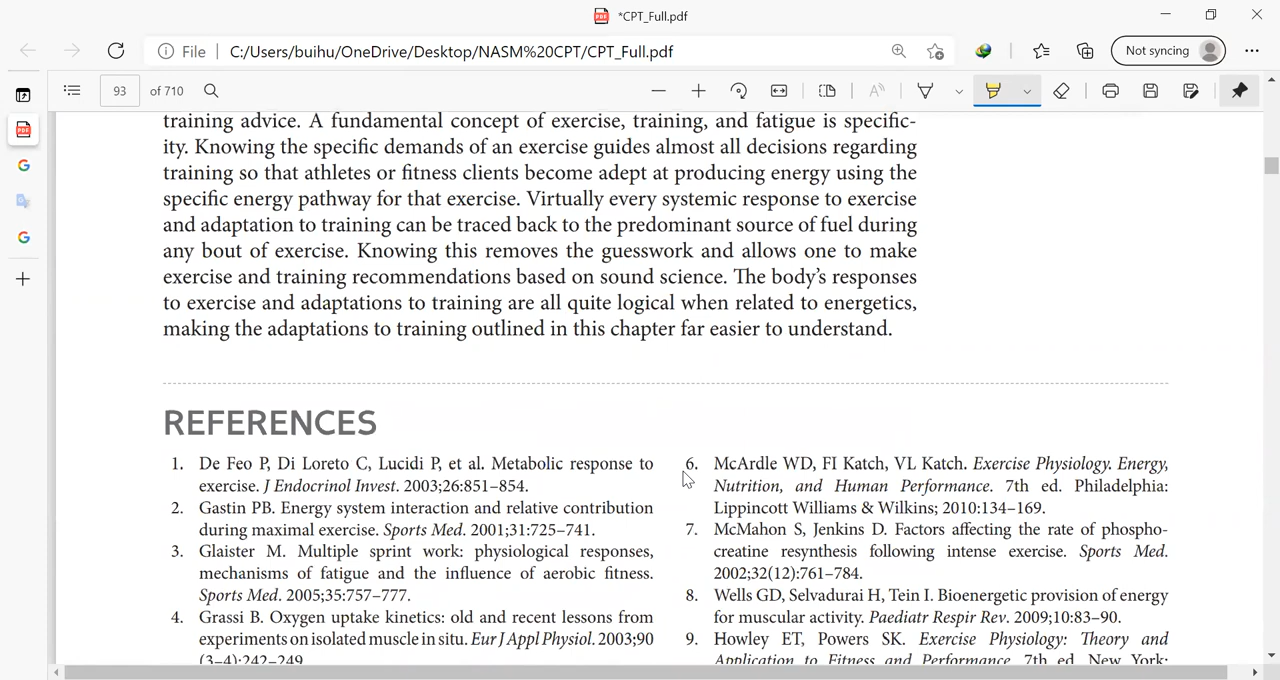 *CPT_Full.pdf
File
C:/Users/buihu/OneDrive/Desktop/NASM%20CPT/CPT_Full.pdf
Not syncing
93 of 710
training advice. A fundamental concept of exercise, training, and fatigue is specific-
ity. Knowing the specific demands of an exercise guides almost all decisions regarding
training so that athletes or fitness clients become adept at producing energy using the
specific energy pathway for that exercise. Virtually every systemic response to exercise
and adaptation to training can be traced back to the predominant source of fuel during
any bout of exercise. Knowing this removes the guesswork and allows one to make
exercise and training recommendations based on sound science. The body's responses
to exercise and adaptations to training are all quite logical when related to energetics,
making the adaptations to training outlined in this chapter far easier to understand.
REFERENCES
1. De Feo P, Di Loreto C, Lucidi P, et al. Metabolic response to
exercise. J Endocrinol Invest. 2003;26:851–854.
2. Gastin PB. Energy system interaction and relative contribution
during maximal exercise. Sports Med. 2001;31:725–741.
3. Glaister M. Multiple sprint work: physiological responses,
mechanisms of fatigue and the influence of aerobic fitness.
Sports Med. 2005;35:757–777.
4. Grassi B. Oxygen uptake kinetics: old and recent lessons from
experiments on isolated muscle in situ. Eur J Appl Physiol. 2003;90
(3–4):242–249.
6. McArdle WD, FI Katch, VL Katch. Exercise Physiology. Energy,
Nutrition, and Human Performance. 7th ed. Philadelphia:
Lippincott Williams & Wilkins; 2010:134–169.
7. McMahon S, Jenkins D. Factors affecting the rate of phospho-
creatine resynthesis following intense exercise. Sports Med.
2002;32(12):761–784.
8. Wells GD, Selvadurai H, Tein I. Bioenergetic provision of energy
for muscular activity. Paediatr Respir Rev. 2009;10:83–90.
9. Howley ET, Powers SK. Exercise Physiology: Theory and
Application to Fitness and Performance. 7th ed. New York: